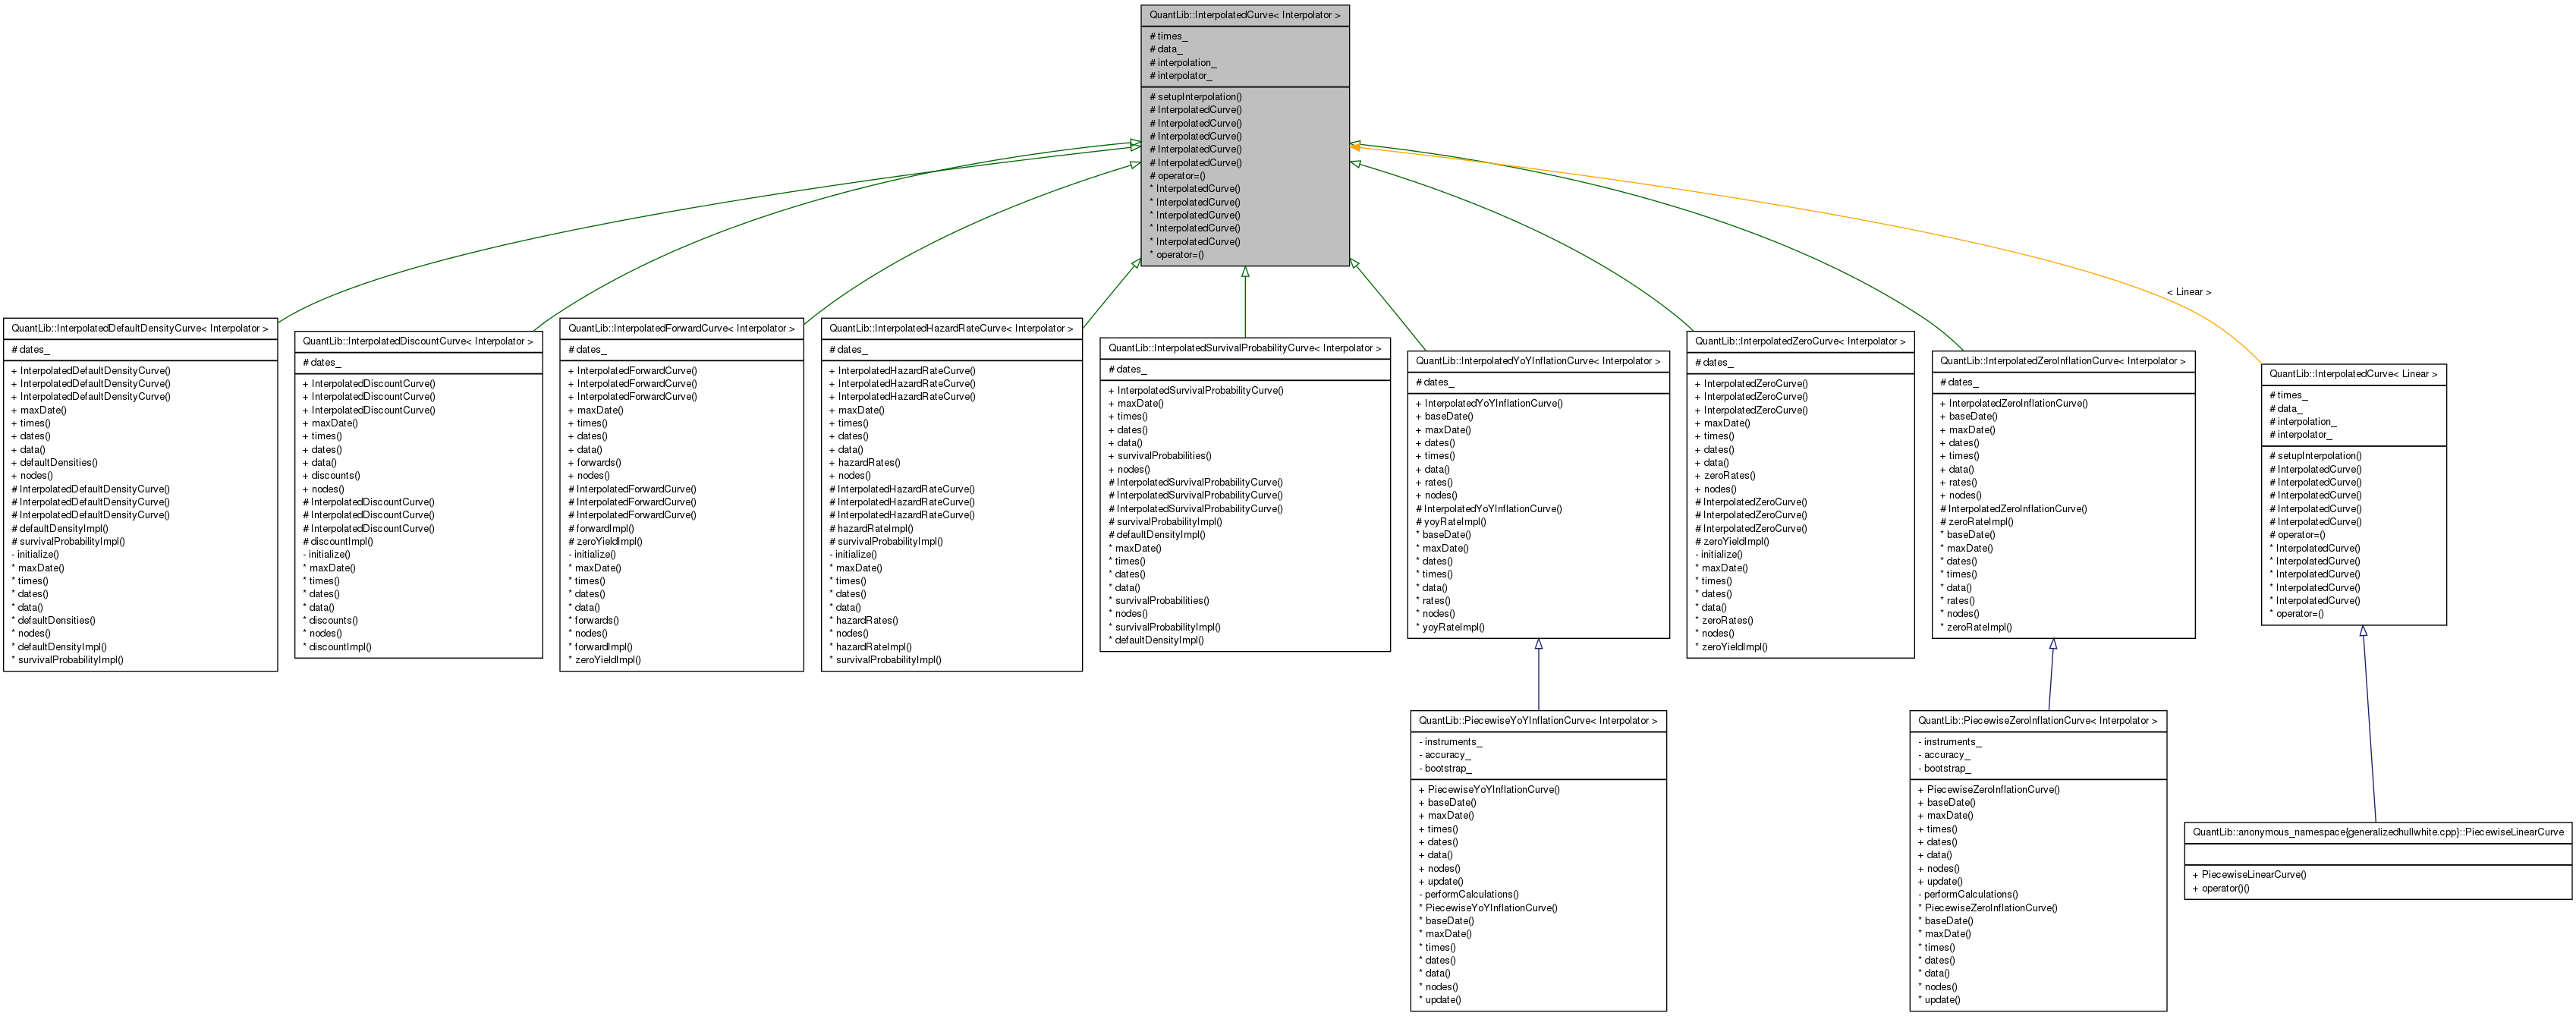 QuantLib::InterpolatedCurve< Interpolator >
# times_
# data_
# interpolation_
# interpolator_
# setupInterpolation()
# InterpolatedCurve()
# InterpolatedCurve()
# InterpolatedCurve()
# InterpolatedCurve()
# InterpolatedCurve()
# operator=()
* InterpolatedCurve()
* InterpolatedCurve()
* InterpolatedCurve()
* InterpolatedCurve()
* InterpolatedCurve()
* operator=()
< Linear >
QuantLib::InterpolatedDefaultDensityCurve< Interpolator >
# dates_
+ InterpolatedDefaultDensityCurve()
+ InterpolatedDefaultDensityCurve()
+ InterpolatedDefaultDensityCurve()
+ maxDate()
+ times()
+ dates()
+ data()
+ defaultDensities()
+ nodes()
# InterpolatedDefaultDensityCurve()
# InterpolatedDefaultDensityCurve()
# InterpolatedDefaultDensityCurve()
# defaultDensityImpl()
# survivalProbabilityImpl()
- initialize()
* maxDate()
* times()
* dates()
* data()
* defaultDensities()
* nodes()
* defaultDensityImpl()
* survivalProbabilityImpl()
QuantLib::InterpolatedDiscountCurve< Interpolator >
# dates_
+ InterpolatedDiscountCurve()
+ InterpolatedDiscountCurve()
+ InterpolatedDiscountCurve()
+ maxDate()
+ times()
+ dates()
+ data()
+ discounts()
+ nodes()
# InterpolatedDiscountCurve()
# InterpolatedDiscountCurve()
# InterpolatedDiscountCurve()
# discountImpl()
- initialize()
* maxDate()
* times()
* dates()
* data()
* discounts()
* nodes()
* discountImpl()
QuantLib::InterpolatedForwardCurve< Interpolator >
# dates_
+ InterpolatedForwardCurve()
+ InterpolatedForwardCurve()
+ InterpolatedForwardCurve()
+ maxDate()
+ times()
+ dates()
+ data()
+ forwards()
+ nodes()
# InterpolatedForwardCurve()
# InterpolatedForwardCurve()
# InterpolatedForwardCurve()
# forwardImpl()
# zeroYieldImpl()
- initialize()
* maxDate()
* times()
* dates()
* data()
* forwards()
* nodes()
* forwardImpl()
* zeroYieldImpl()
QuantLib::InterpolatedHazardRateCurve< Interpolator >
# dates_
+ InterpolatedHazardRateCurve()
+ InterpolatedHazardRateCurve()
+ InterpolatedHazardRateCurve()
+ maxDate()
+ times()
+ dates()
+ data()
+ hazardRates()
+ nodes()
# InterpolatedHazardRateCurve()
# InterpolatedHazardRateCurve()
# InterpolatedHazardRateCurve()
# hazardRateImpl()
# survivalProbabilityImpl()
- initialize()
* maxDate()
* times()
* dates()
* data()
* hazardRates()
* nodes()
* hazardRateImpl()
* survivalProbabilityImpl()
QuantLib::InterpolatedSurvivalProbabilityCurve< Interpolator >
# dates_
+ InterpolatedSurvivalProbabilityCurve()
+ maxDate()
+ times()
+ dates()
+ data()
+ survivalProbabilities()
+ nodes()
# InterpolatedSurvivalProbabilityCurve()
# InterpolatedSurvivalProbabilityCurve()
# InterpolatedSurvivalProbabilityCurve()
# survivalProbabilityImpl()
# defaultDensityImpl()
* maxDate()
* times()
* dates()
* data()
* survivalProbabilities()
* nodes()
* survivalProbabilityImpl()
* defaultDensityImpl()
QuantLib::InterpolatedYoYInflationCurve< Interpolator >
# dates_
+ InterpolatedYoYInflationCurve()
+ baseDate()
+ maxDate()
+ dates()
+ times()
+ data()
+ rates()
+ nodes()
# InterpolatedYoYInflationCurve()
# yoyRateImpl()
* baseDate()
* maxDate()
* dates()
* times()
* data()
* rates()
* nodes()
* yoyRateImpl()
QuantLib::InterpolatedZeroCurve< Interpolator >
# dates_
+ InterpolatedZeroCurve()
+ InterpolatedZeroCurve()
+ InterpolatedZeroCurve()
+ maxDate()
+ times()
+ dates()
+ data()
+ zeroRates()
+ nodes()
# InterpolatedZeroCurve()
# InterpolatedZeroCurve()
# InterpolatedZeroCurve()
# zeroYieldImpl()
- initialize()
* maxDate()
* times()
* dates()
* data()
* zeroRates()
* nodes()
* zeroYieldImpl()
QuantLib::InterpolatedZeroInflationCurve< Interpolator >
# dates_
+ InterpolatedZeroInflationCurve()
+ baseDate()
+ maxDate()
+ dates()
+ times()
+ data()
+ rates()
+ nodes()
# InterpolatedZeroInflationCurve()
# zeroRateImpl()
* baseDate()
* maxDate()
* dates()
* times()
* data()
* rates()
* nodes()
* zeroRateImpl()
QuantLib::InterpolatedCurve< Linear >
# times_
# data_
# interpolation_
# interpolator_
# setupInterpolation()
# InterpolatedCurve()
# InterpolatedCurve()
# InterpolatedCurve()
# InterpolatedCurve()
# InterpolatedCurve()
# operator=()
* InterpolatedCurve()
* InterpolatedCurve()
* InterpolatedCurve()
* InterpolatedCurve()
* InterpolatedCurve()
* operator=()
QuantLib::PiecewiseYoYInflationCurve< Interpolator >
- instruments_
- accuracy_
- bootstrap_
+ PiecewiseYoYInflationCurve()
+ baseDate()
+ maxDate()
+ times()
+ dates()
+ data()
+ nodes()
+ update()
- performCalculations()
* PiecewiseYoYInflationCurve()
* baseDate()
* maxDate()
* times()
* dates()
* data()
* nodes()
* update()
QuantLib::PiecewiseZeroInflationCurve< Interpolator >
- instruments_
- accuracy_
- bootstrap_
+ PiecewiseZeroInflationCurve()
+ baseDate()
+ maxDate()
+ times()
+ dates()
+ data()
+ nodes()
+ update()
- performCalculations()
* PiecewiseZeroInflationCurve()
* baseDate()
* maxDate()
* times()
* dates()
* data()
* nodes()
* update()
QuantLib::anonymous_namespace{generalizedhullwhite.cpp}::PiecewiseLinearCurve
+ PiecewiseLinearCurve()
+ operator()()